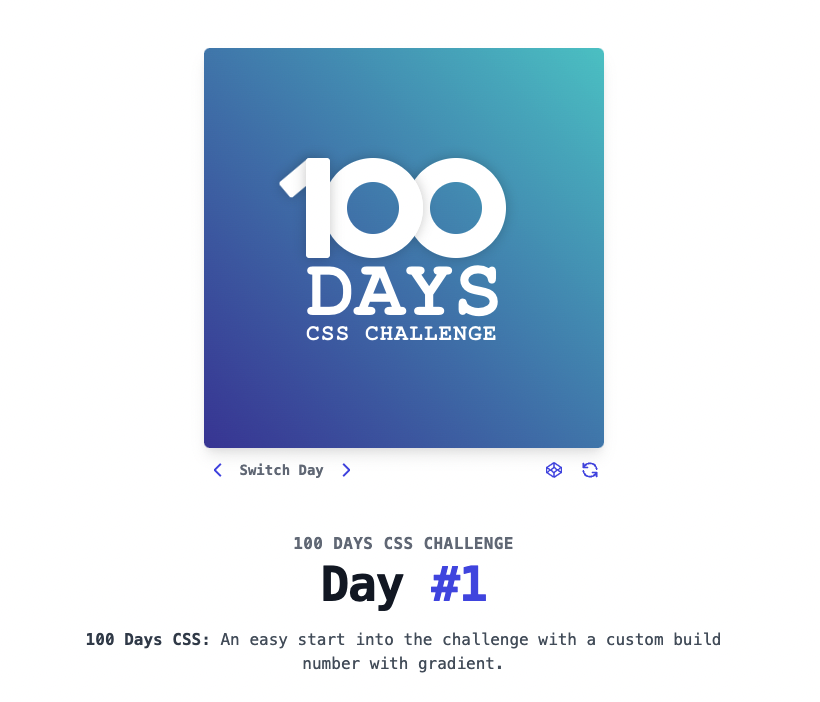 100
DAYS
CSS CHALLENGE
Switch Day
100 DAYS CSS CHALLENGE
Day #1
100 Days CSS: An easy start into the challenge with a custom build
number with gradient.